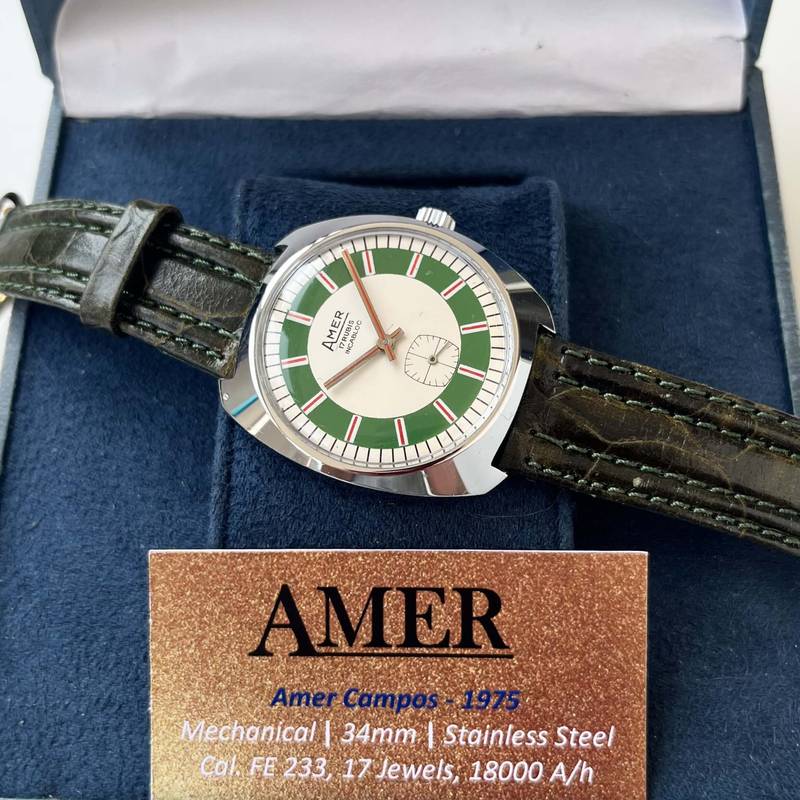 AMER
17 RUBIS
INCABLOC
AMER
Amer Campos - 1975
Mechanical | 34mm | Stainless Steel
Cal. FE 233, 17 Jewels, 18000 A/h